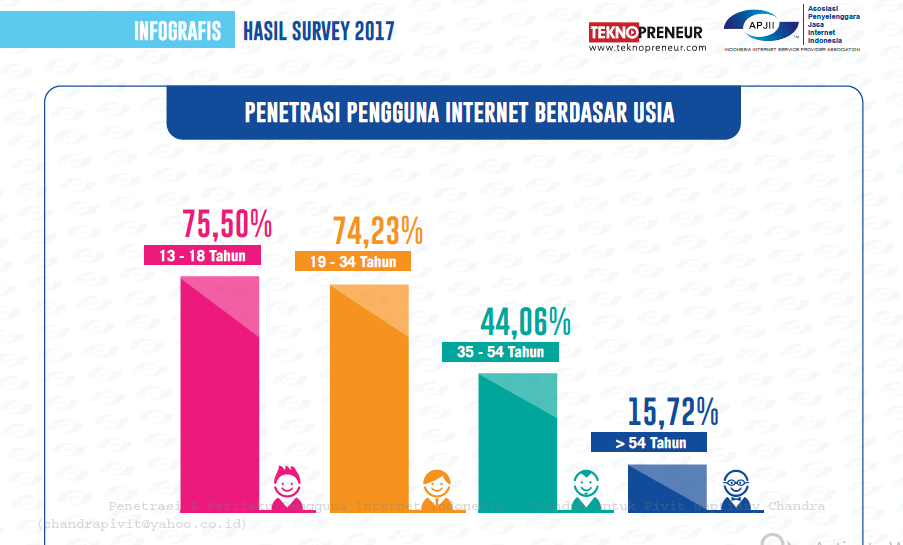 INFOGRAFIS
HASIL SURVEY 2017
TEKNOPRENEUR
www.teknopreneur.com
APJII
TM
Asosiasi
Penyelenggara
Jasa
Internet
Indonesia
INDONESIA INTERNET SERVICE PROVIDER ASSOCIATION
PENETRASI PENGGUNA INTERNET BERDASAR USIA
75,50%
13 - 18 Tahun
74,23%
19 - 34 Tahun
44,06%
35 - 54 Tahun
15,72%
> 54 Tahun
Penetrasi & Internet untuk Pivit Chandra
(chandrapivit@yahoo.co.id)